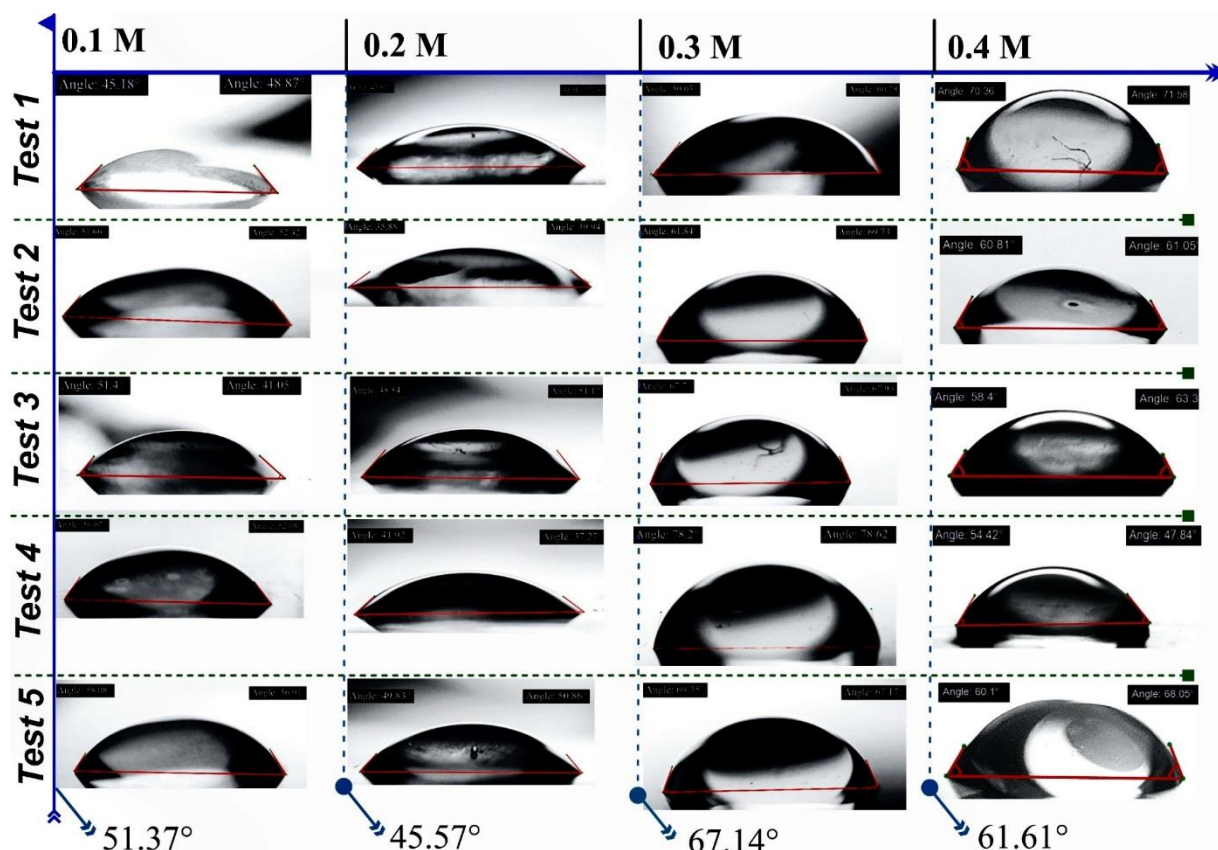 0.1 M
0.2 M
0.3 M
0.4 M
Test 1
Angle: 45.18°
Angle: 48.87°
Angle: 70.36
Angle: 71.58
Test 2
Angle: 61.84
Angle: 60.81°
Angle: 61.05°
Test 3
Angle: 51.4°
Angle: 41.05
Angle: 58.4°
Angle: 63.3
Test 4
Angle: 41.92
Angle: 37.27
Angle: 78.2
Angle: 78.62
Angle: 54.42°
Angle: 47.84°
Test 5
Angle: 49.83
Angle: 50.86
Angle: 60.1°
Angle: 68.05°
51.37°
45.57°
67.14°
61.61°